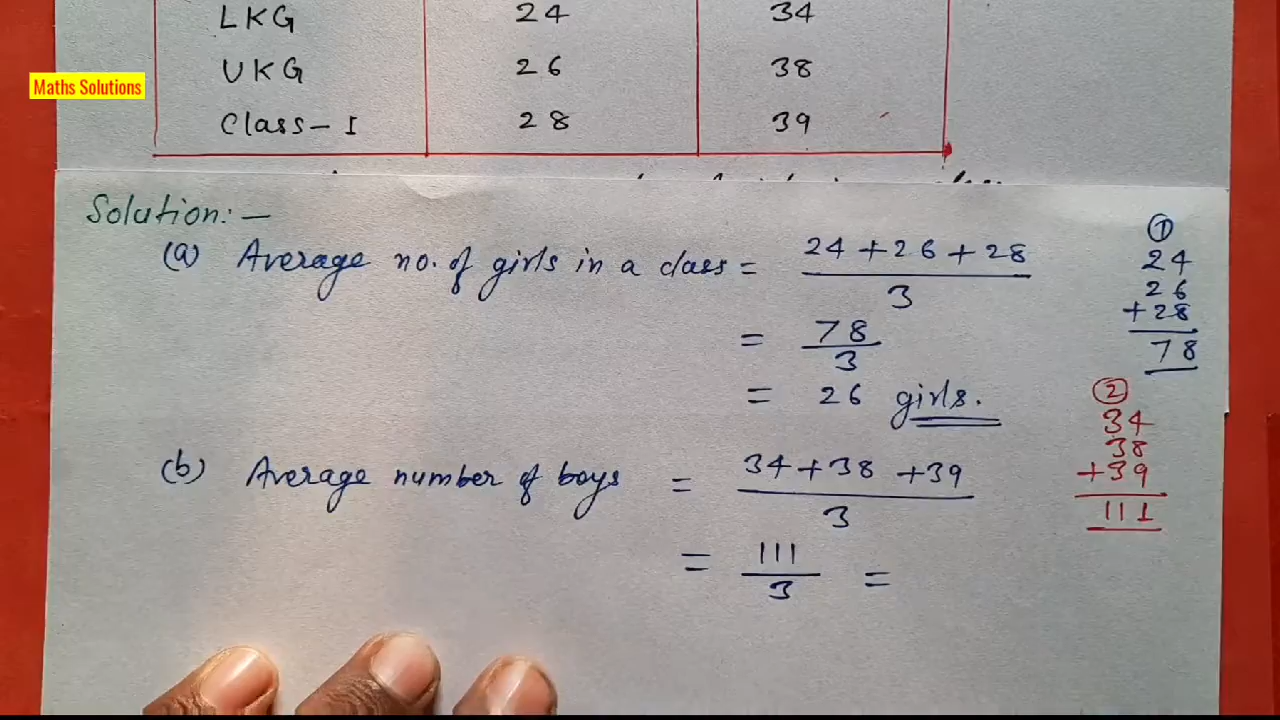 LKG 24 34
UKG 26 38
Maths Solutions
Class-I 28 39
Solution:-
(a) Average no. of girls in a class = 24 + 26 + 28
3
= 78
3
= 26 girls.
①
24
26
+28
78
(b) Average number of boys = 34 + 38 + 39
3
= 111
3
=
②
34
38
+39
111